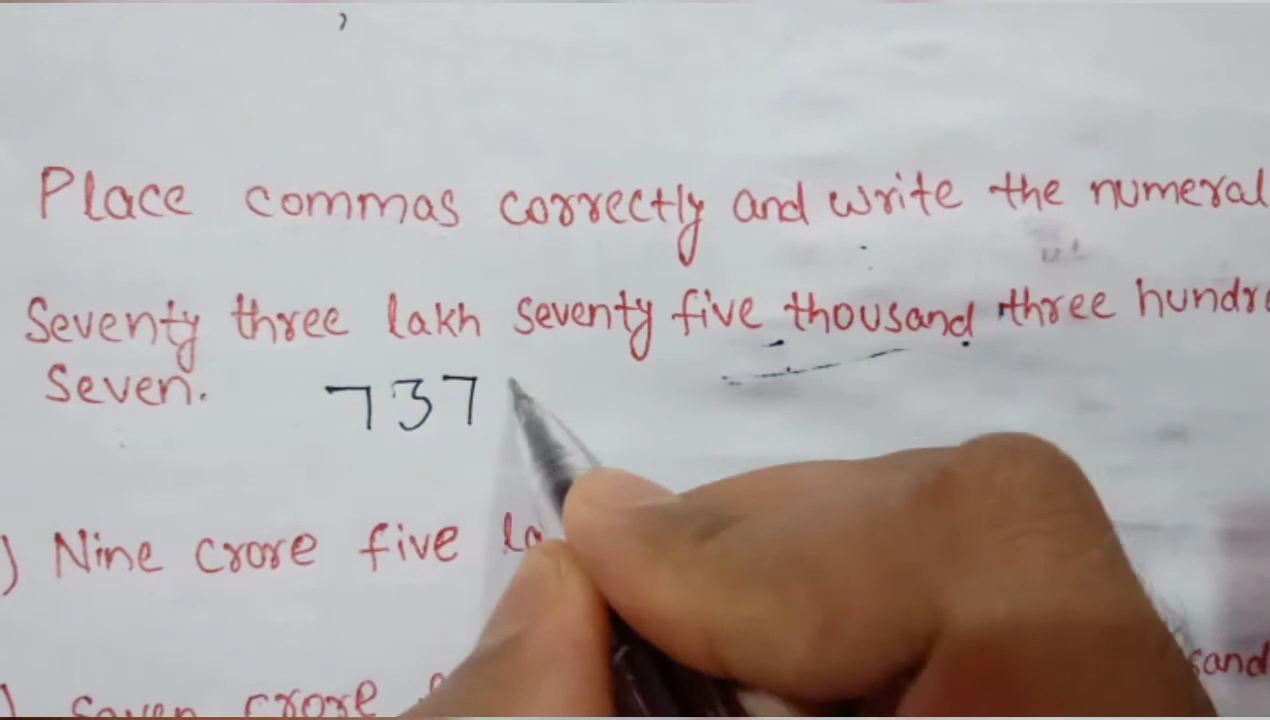 Place commas correctly and write the numeral
Seventy three lakh seventy five thousand three
Seven. 737
) Nine crore five
crore